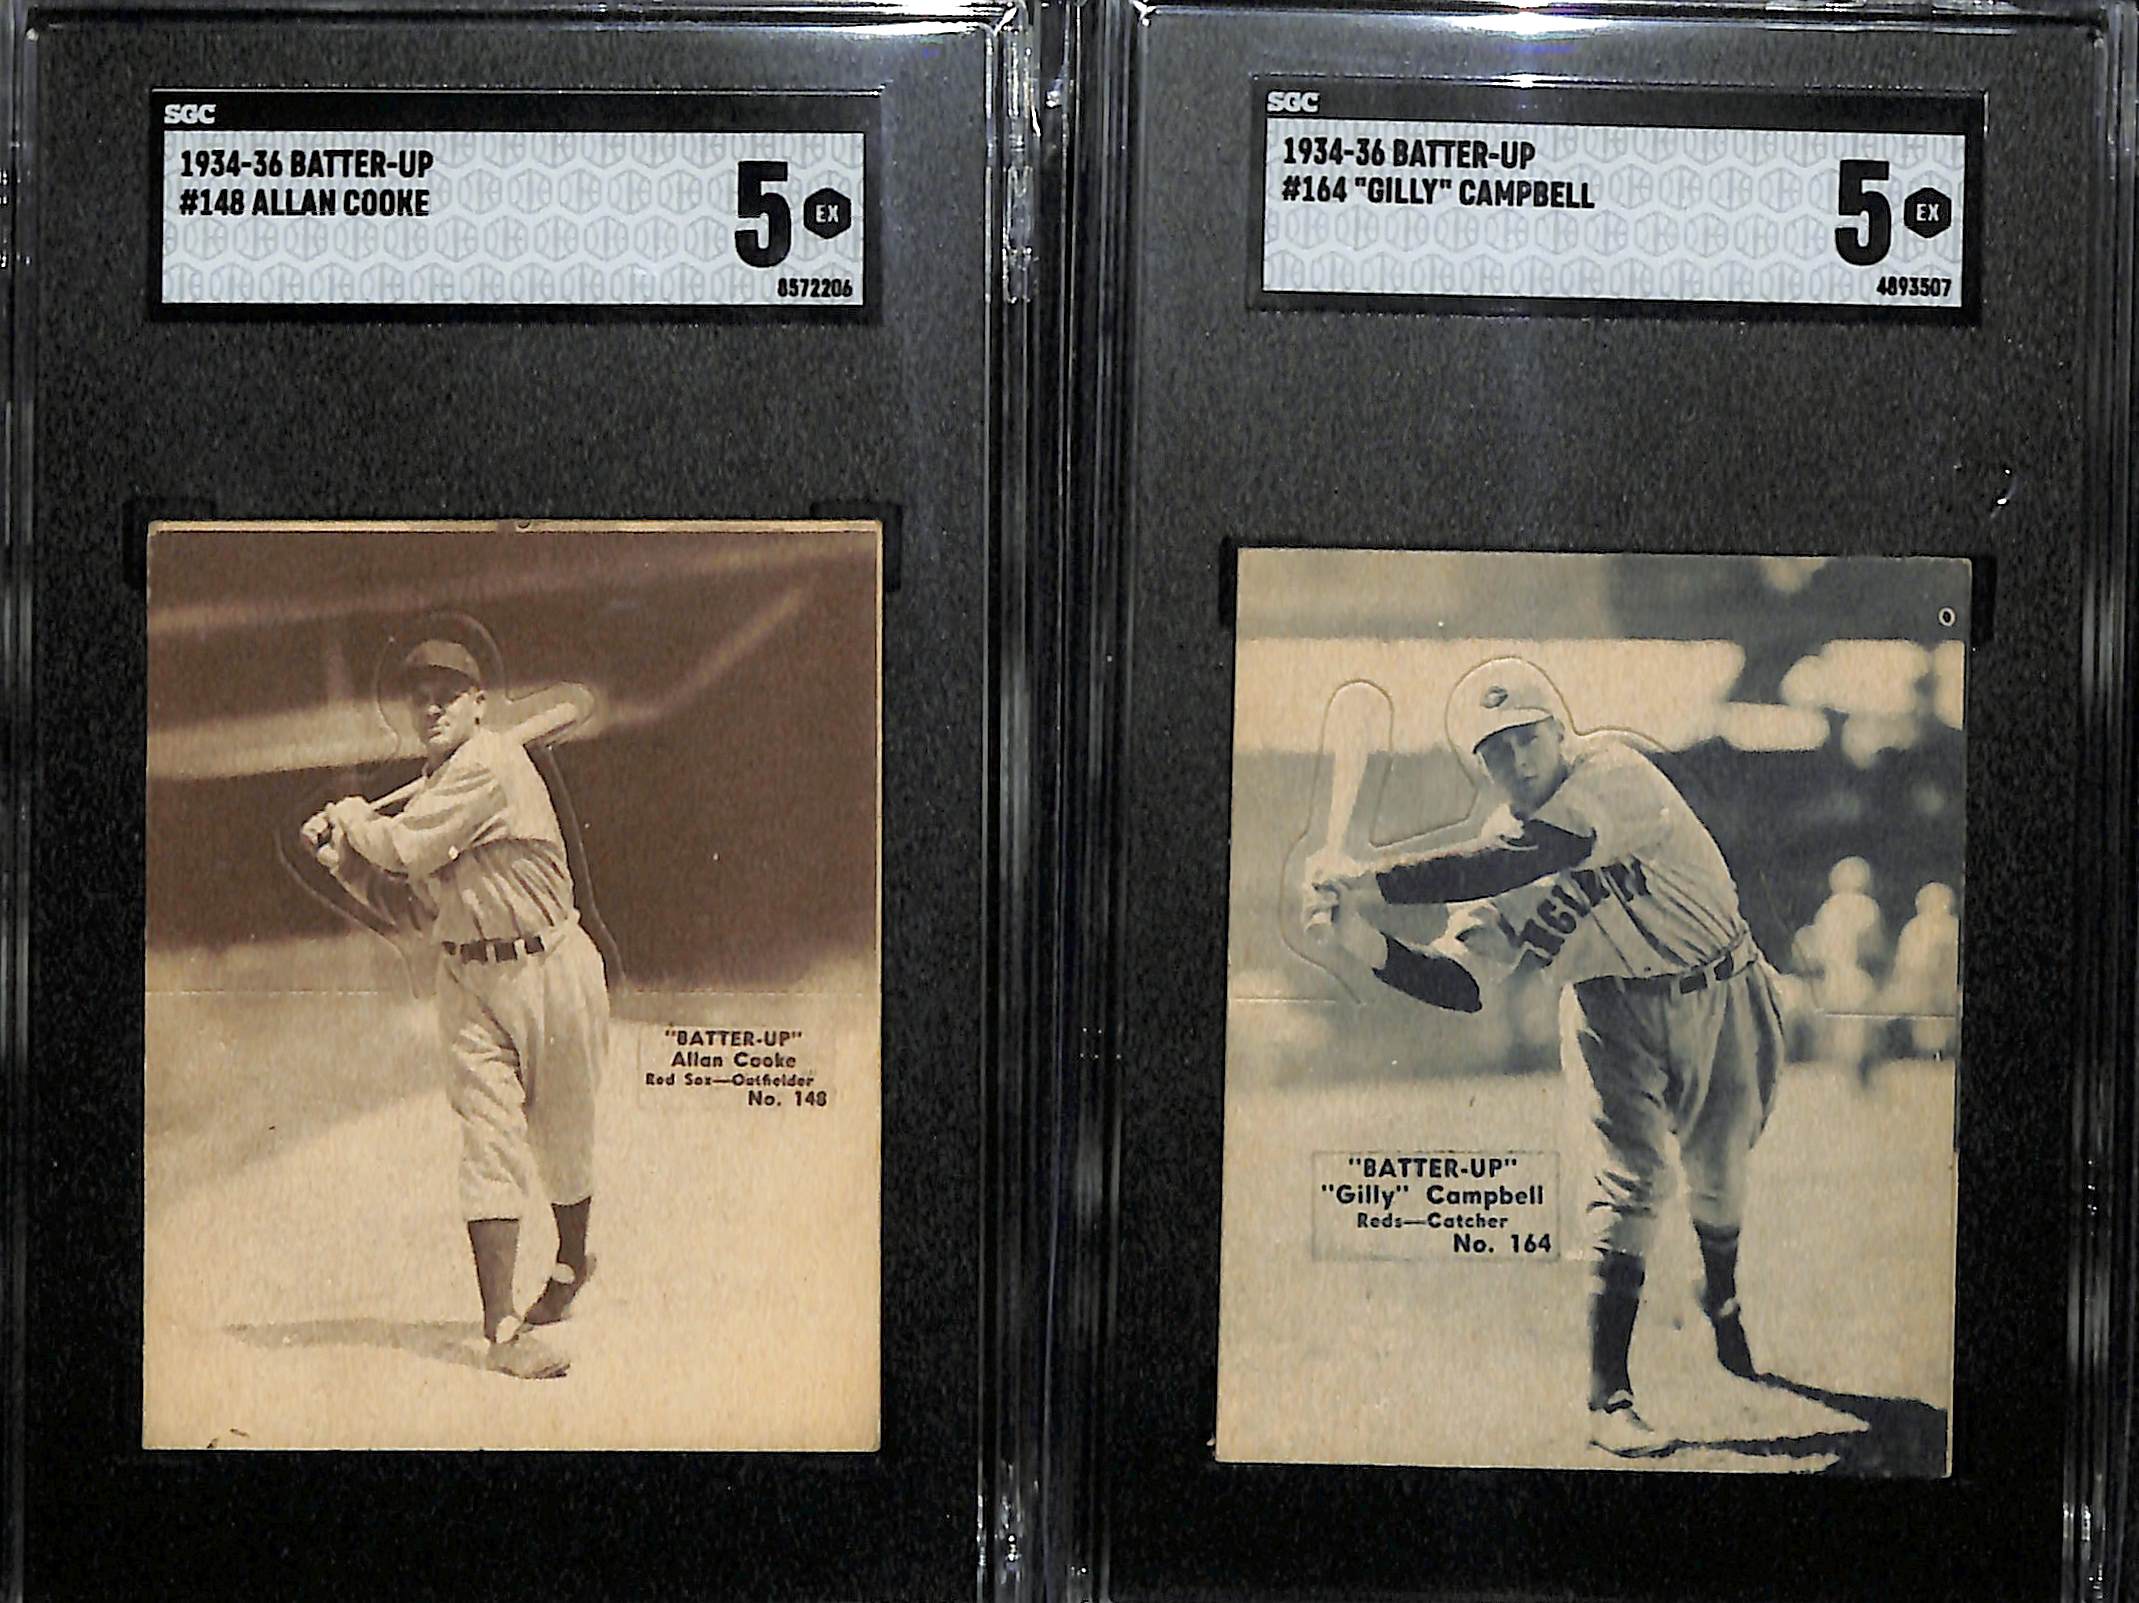 SGC
1934-36 BATTER-UP
#148 ALLAN COOKE
5 EX
8572206
"BATTER-UP"
Allan Cooke
Red Sox—Outfielder
No. 148
SGC
1934-36 BATTER-UP
#164 "GILLY" CAMPBELL
5 EX
4893507
"BATTER-UP"
"Gilly" Campbell
Reds—Catcher
No. 164